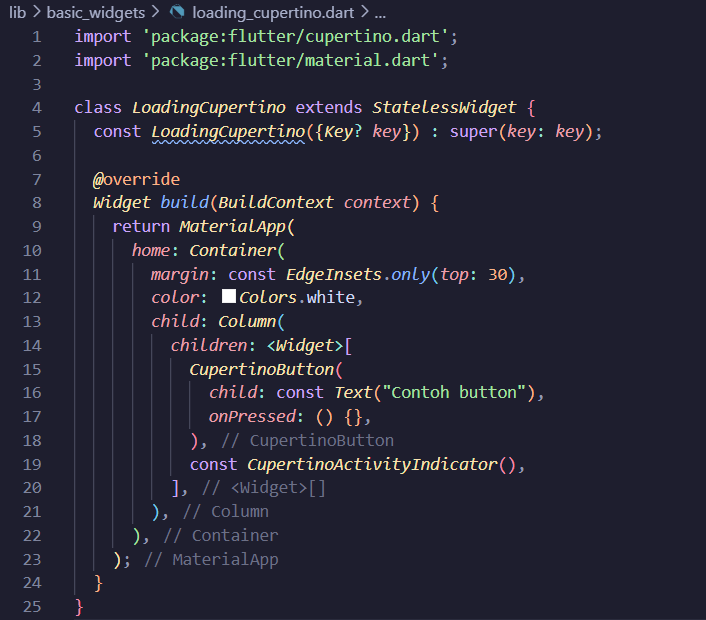 lib > basic_widgets > loading_cupertino.dart > ...
1 import 'package:flutter/cupertino.dart';
2 import 'package:flutter/material.dart';
3
4 class LoadingCupertino extends StatelessWidget {
5   const LoadingCupertino({Key? key}) : super(key: key);
6
7   @override
8   Widget build(BuildContext context) {
9     return MaterialApp(
10       home: Container(
11         margin: const EdgeInsets.only(top: 30),
12         color: Colors.white,
13         child: Column(
14           children: <Widget>[
15             CupertinoButton(
16               child: const Text("Contoh button"),
17               onPressed: () {},
18             ), // CupertinoButton
19             const CupertinoActivityIndicator(),
20           ], // <Widget>[]
21         ), // Column
22       ), // Container
23     ); // MaterialApp
24   }
25 }